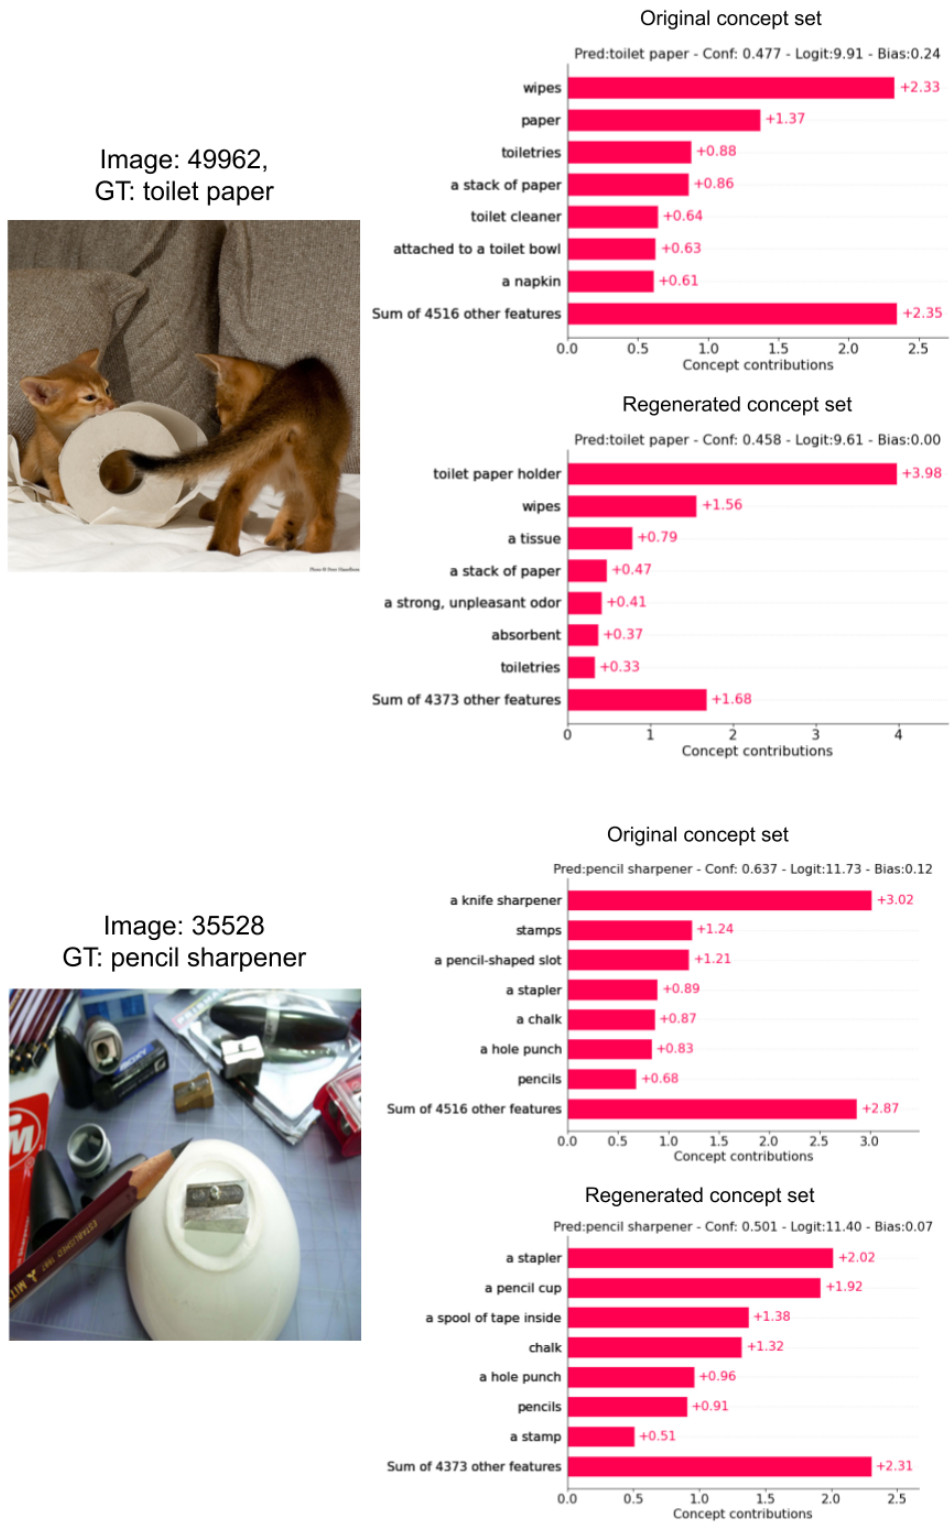 Original concept set
Pred:toilet paper - Conf: 0.477 - Logit:9.91 - Bias:0.24
wipes +2.33
paper +1.37
toiletries +0.88
a stack of paper +0.86
toilet cleaner +0.64
attached to a toilet bowl +0.63
a napkin +0.61
Sum of 4516 other features +2.35
0.0 0.5 1.0 1.5 2.0 2.5
Concept contributions
Image: 49962,
GT: toilet paper
Regenerated concept set
Pred:toilet paper - Conf: 0.458 - Logit:9.61 - Bias:0.00
toilet paper holder +3.98
wipes +1.56
a tissue +0.79
a stack of paper +0.47
a strong, unpleasant odor +0.41
absorbent +0.37
toiletries +0.33
Sum of 4373 other features +1.68
0 1 2 3 4
Concept contributions
Original concept set
Pred:pencil sharpener - Conf: 0.637 - Logit:11.73 - Bias:0.12
a knife sharpener +3.02
stamps +1.24
a pencil-shaped slot +1.21
a stapler +0.89
a chalk +0.87
a hole punch +0.83
pencils +0.68
Sum of 4516 other features +2.87
0.0 0.5 1.0 1.5 2.0 2.5 3.0
Concept contributions
Image: 35528
GT: pencil sharpener
Regenerated concept set
Pred:pencil sharpener - Conf: 0.501 - Logit:11.40 - Bias:0.07
a stapler +2.02
a pencil cup +1.92
a spool of tape inside +1.38
chalk +1.32
a hole punch +0.96
pencils +0.91
a stamp +0.51
Sum of 4373 other features +2.31
0.0 0.5 1.0 1.5 2.0 2.5
Concept contributions